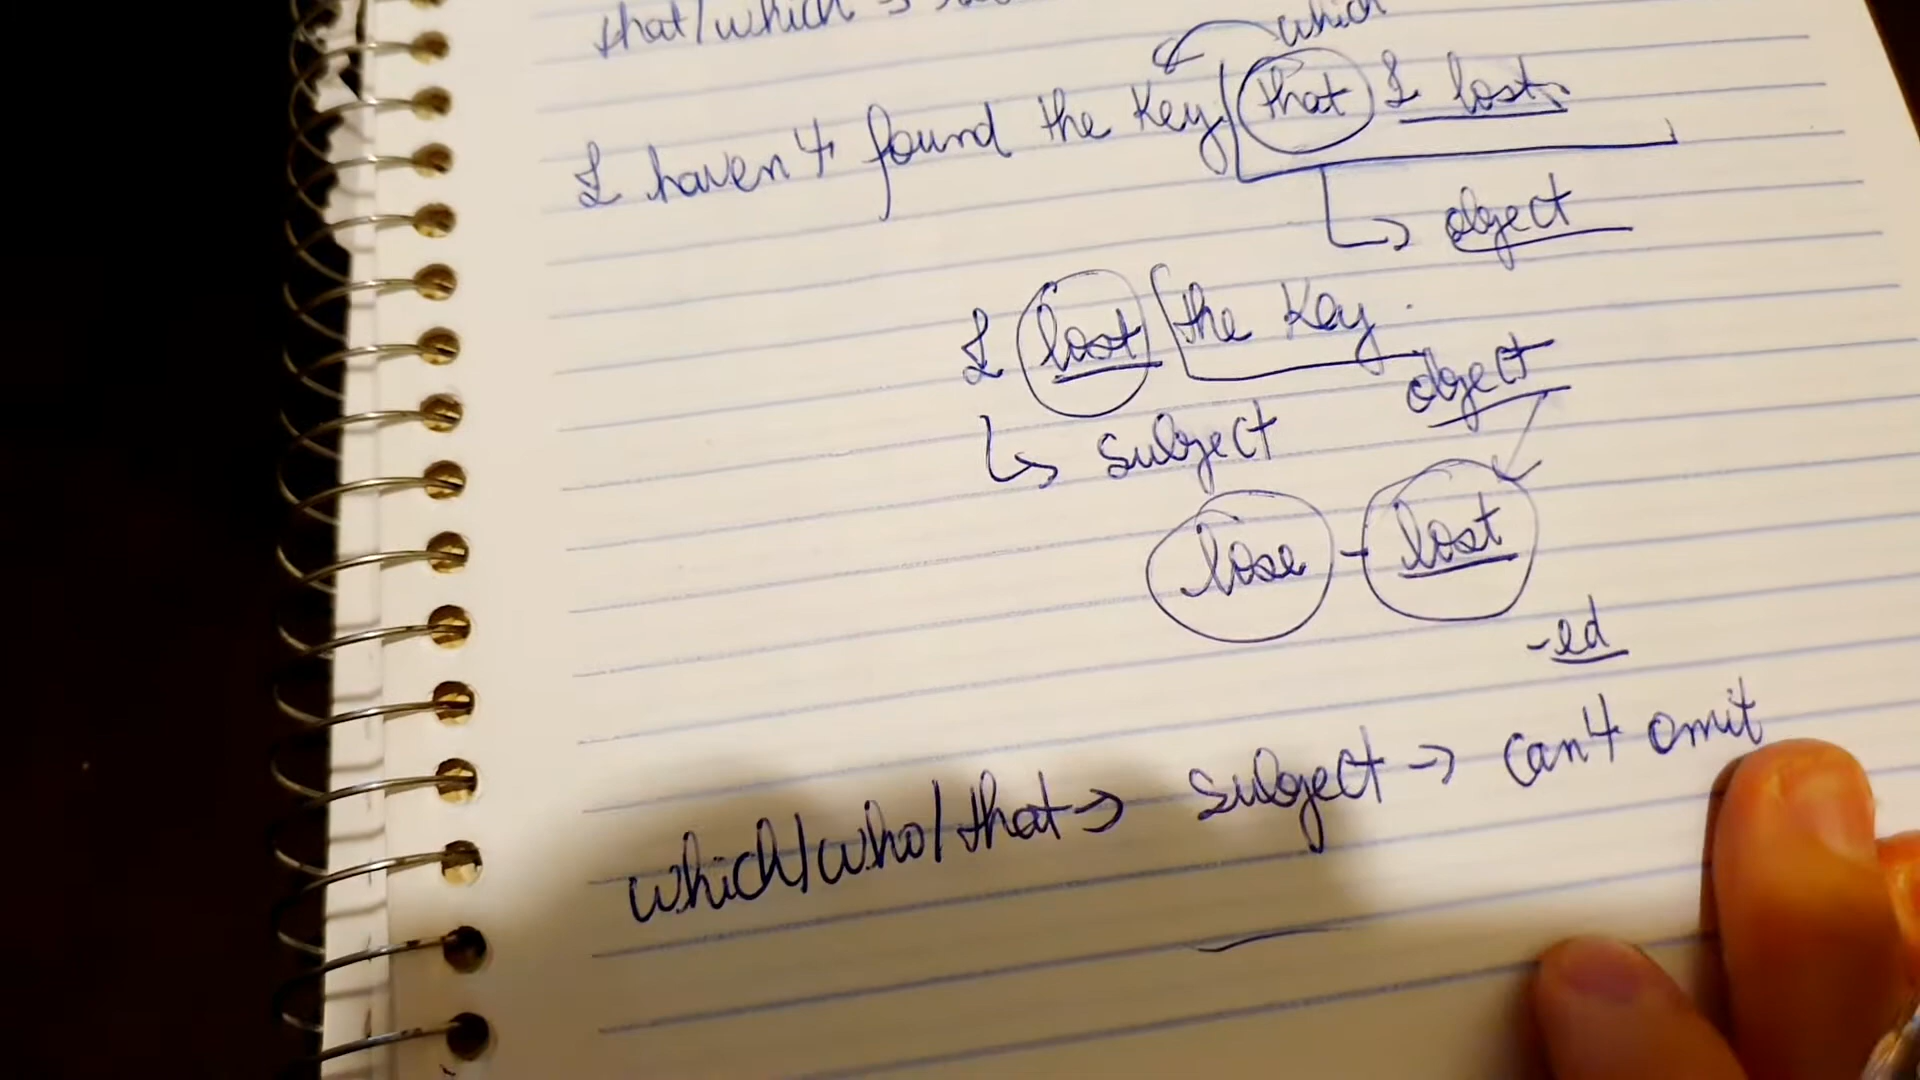 that/which →
which
I haven't found the key that I lost.
object
I lost the key.
object
subject
lose - lost
-ed
which/who/that → subject → can't omit